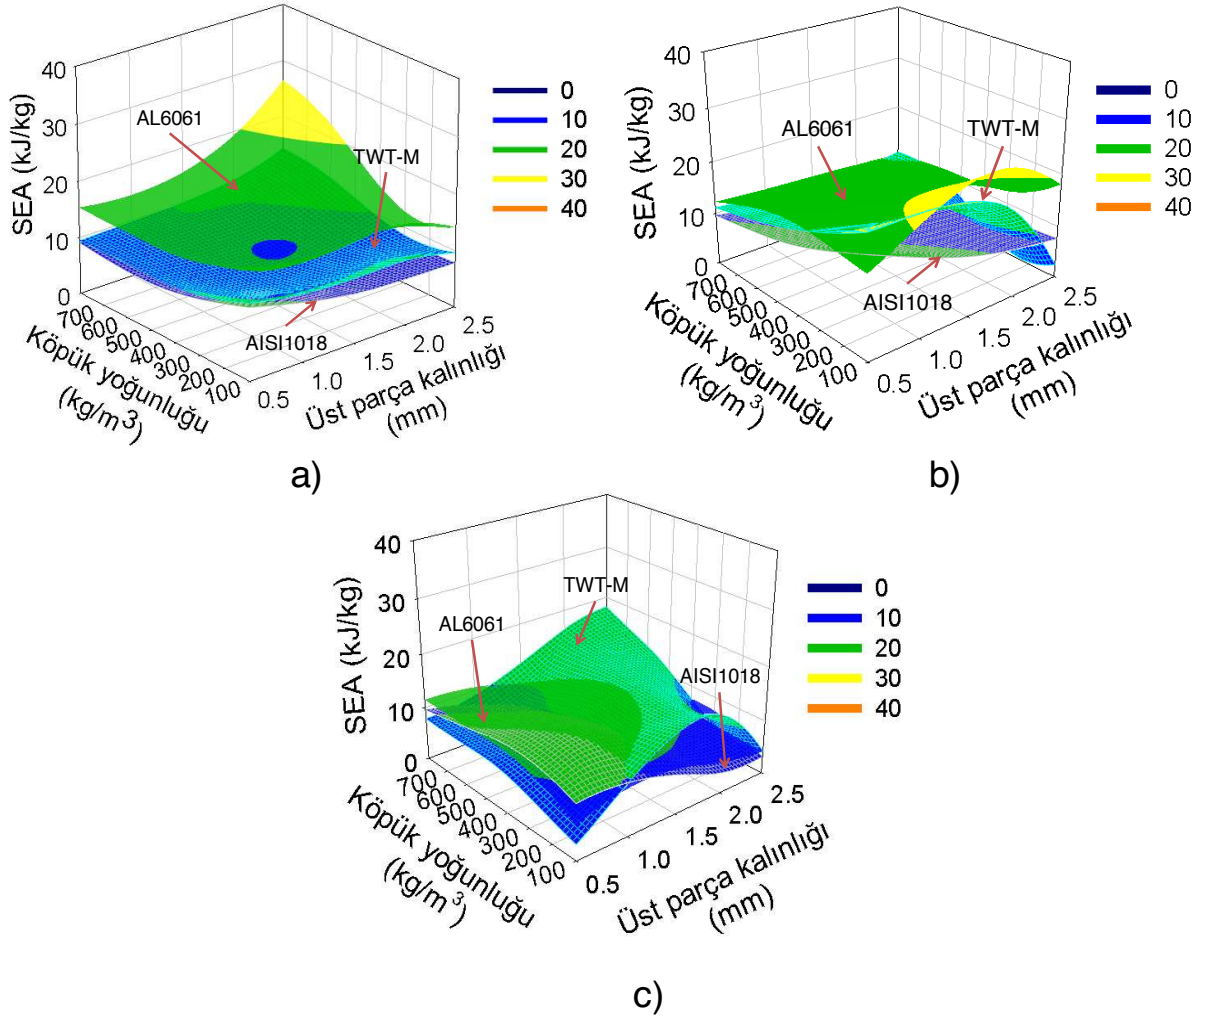 40
30
20
10
0
SEA (kJ/kg)
AL6061
TWT-M
AISI1018
700
600
500
400
300
200
100
0.5
1.0
1.5
2.0
2.5
Köpük yoğunluğu
(kg/m3)
Üst parça kalınlığı
(mm)
0
10
20
30
40
a)
40
30
20
10
0
SEA (kJ/kg)
AL6061
TWT-M
AISI1018
700
600
500
400
300
200
100
0.5
1.0
1.5
2.0
2.5
Köpük yoğunluğu
(kg/m³)
Üst parça kalınlığı
(mm)
0
10
20
30
40
b)
40
30
20
10
0
SEA (kJ/kg)
TWT-M
AL6061
AISI1018
700
600
500
400
300
200
100
0.5
1.0
1.5
2.0
2.5
Köpük yoğunluğu
(kg/m³)
Üst parça kalınlığı
(mm)
0
10
20
30
40
c)